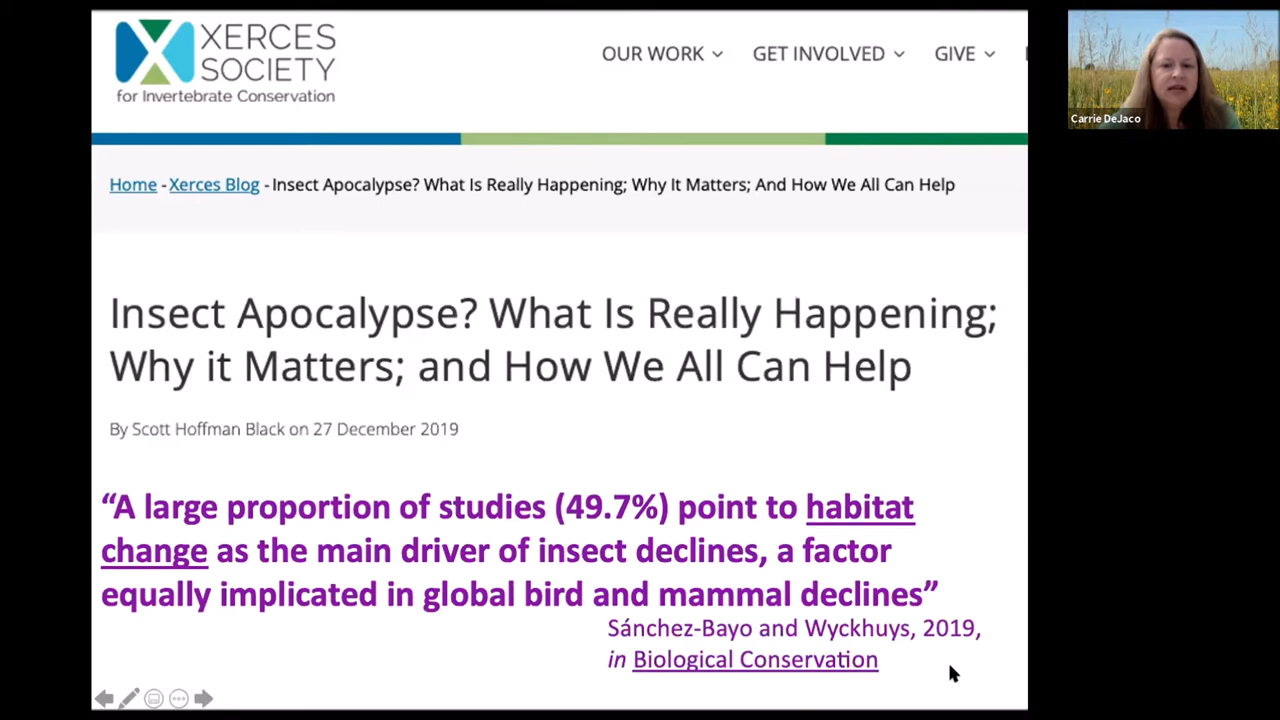 XERCES
SOCIETY
for Invertebrate Conservation
OUR WORK
GET INVOLVED
GIVE
Carrie DeJaco
Home - Xerces Blog - Insect Apocalypse? What Is Really Happening; Why It Matters; And How We All Can Help
Insect Apocalypse? What Is Really Happening;
Why it Matters; and How We All Can Help
By Scott Hoffman Black on 27 December 2019
“A large proportion of studies (49.7%) point to habitat
change as the main driver of insect declines, a factor
equally implicated in global bird and mammal declines”
Sánchez-Bayo and Wyckhuys, 2019,
in Biological Conservation